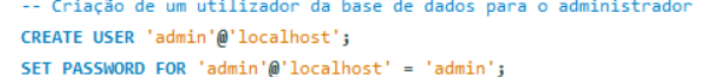 -- Criação de um utilizador da base de dados para o administrador
CREATE USER 'admin'@'localhost';
SET PASSWORD FOR 'admin'@'localhost' = 'admin';